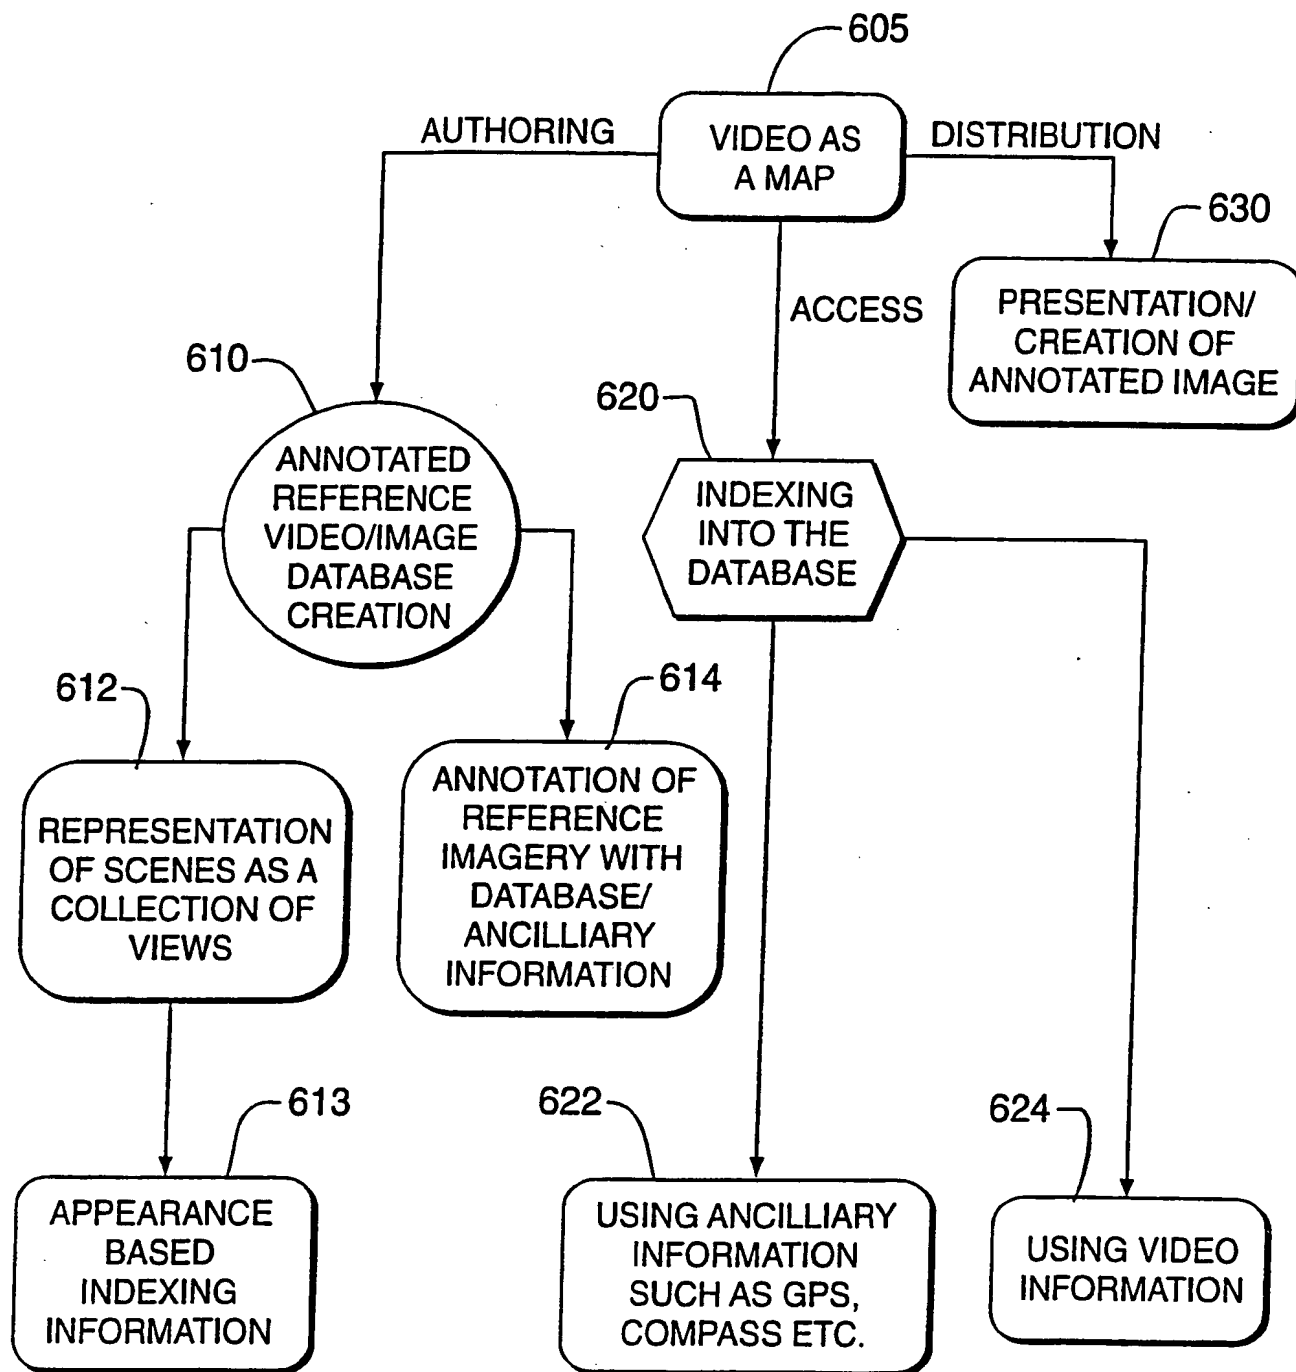 605
AUTHORING
VIDEO AS
A MAP
DISTRIBUTION
630
PRESENTATION/
CREATION OF
ANNOTATED IMAGE
ACCESS
610
ANNOTATED
REFERENCE
VIDEO/IMAGE
DATABASE
CREATION
620
INDEXING
INTO THE
DATABASE
612
REPRESENTATION
OF SCENES AS A
COLLECTION OF
VIEWS
614
ANNOTATION OF
REFERENCE
IMAGERY WITH
DATABASE/
ANCILLIARY
INFORMATION
613
APPEARANCE
BASED
INDEXING
INFORMATION
622
USING ANCILLIARY
INFORMATION
SUCH AS GPS,
COMPASS ETC.
624
USING VIDEO
INFORMATION